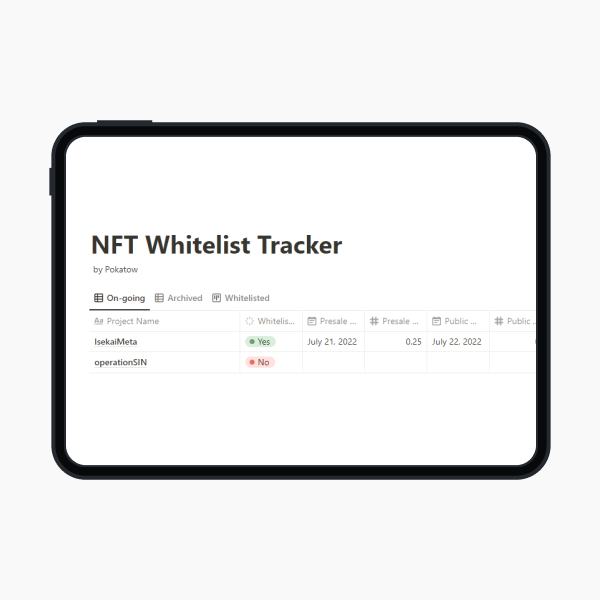 NFT Whitelist Tracker
by Pokatow
On-going Archived Whitelisted
Aa Project Name Whitelis... Presale ... Presale ... Public ... Public ...
IsekaiMeta Yes July 21, 2022 0.25 July 22, 2022
operationSIN No